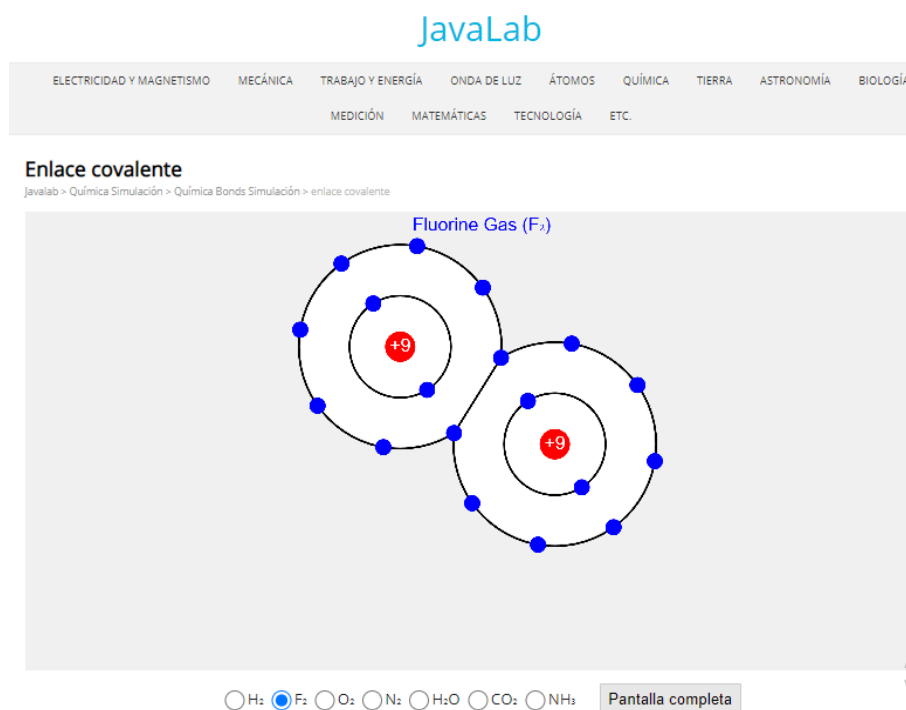 JavaLab
ELECTRICIDAD Y MAGNETISMO MECÁNICA TRABAJO Y ENERGÍA ONDA DE LUZ ÁTOMOS QUÍMICA TIERRA ASTRONOMÍA BIOLOGÍA
MEDICIÓN MATEMÁTICAS TECNOLOGÍA ETC.
Enlace covalente
Javalab > Química Simulación > Química Bonds Simulación > enlace covalente
Fluorine Gas (F₂)
+9
+9
H₂ F₂ O₂ N₂ H₂O CO₂ NH₃ Pantalla completa